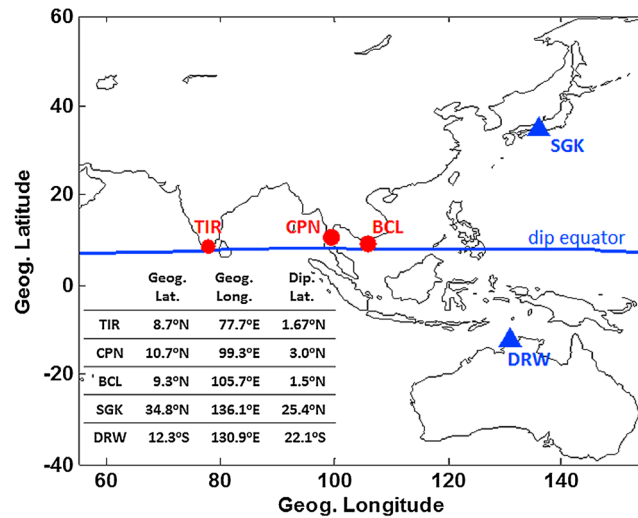 60
40
20
0
-20
-40
Geog. Latitude
SGK
TIR
CPN
BCL
dip equator
Geog. Geog. Dip.
Lat. Long. Lat.
TIR 8.7ºN 77.7ºE 1.67ºN
CPN 10.7ºN 99.3ºE 3.0ºN
BCL 9.3ºN 105.7ºE 1.5ºN
SGK 34.8ºN 136.1ºE 25.4ºN
DRW 12.3ºS 130.9ºE 22.1ºS
DRW
60 80 100 120 140
Geog. Longitude